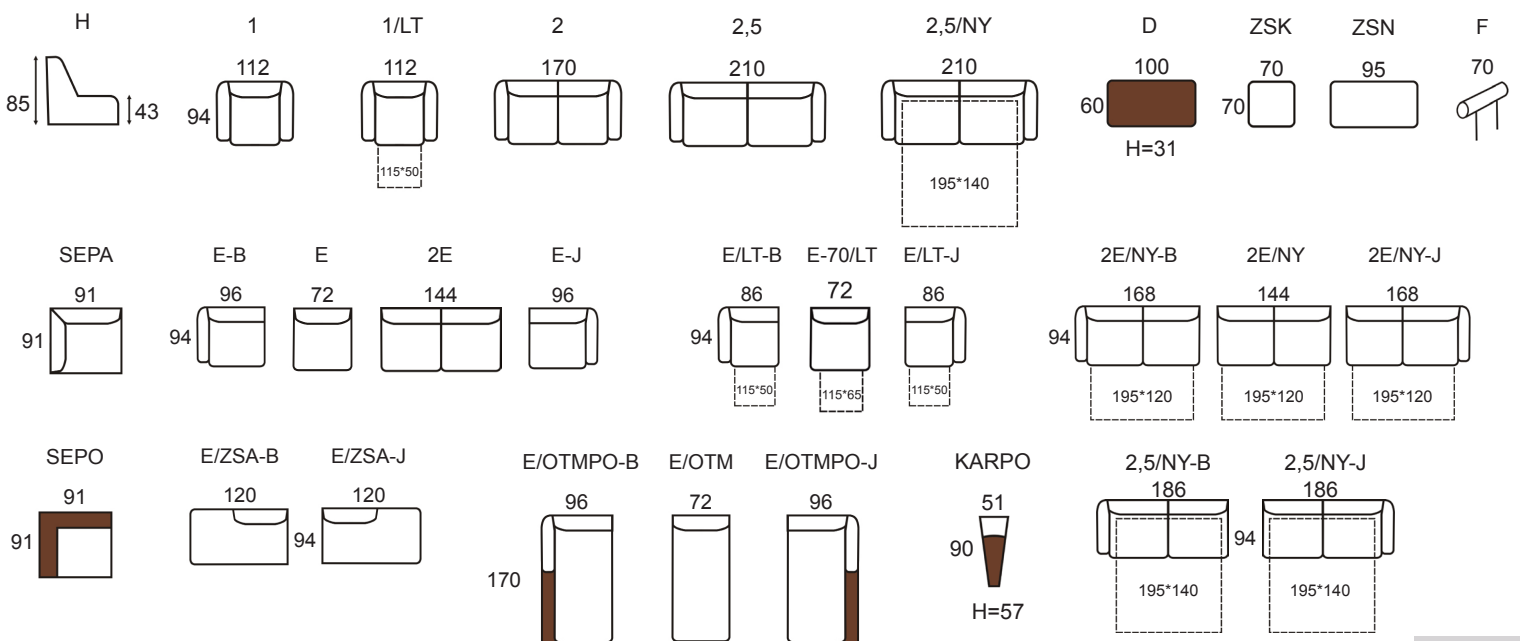 H 1 1/LT 2 2,5 2,5/NY D ZSK ZSN F
112 112 170 210 210 100 70 95 70
85 43 94 60 70
H=31
115*50 195*140
SEPA E-B E 2E E-J E/LT-B E-70/LT E/LT-J 2E/NY-B 2E/NY 2E/NY-J
91 96 72 144 96 86 72 86 168 144 168
91 94 94 94
115*50 115*65 115*50 195*120 195*120 195*120
SEPO E/ZSA-B E/ZSA-J E/OTMPO-B E/OTM E/OTMPO-J KARPO 2,5/NY-B 2,5/NY-J
91 120 120 96 72 96 51 186 186
91 94 90 94
170 195*140 195*140
H=57